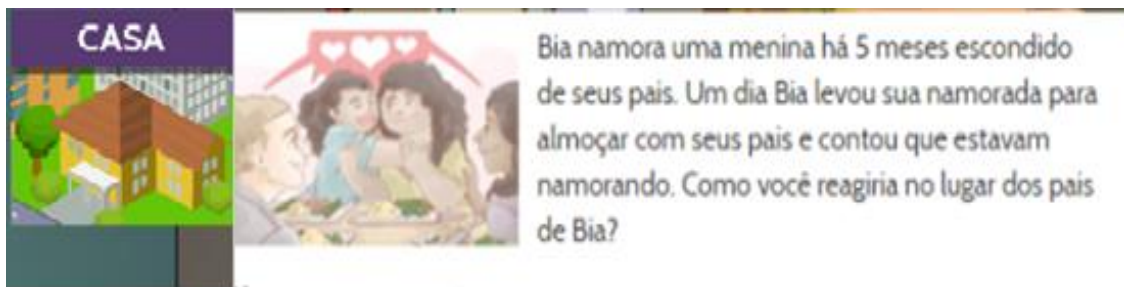 CASA
Bia namora uma menina há 5 meses escondido
de seus pais. Um dia Bia levou sua namorada para
almoçar com seus pais e contou que estavam
namorando. Como você reagiria no lugar dos pais
de Bia?